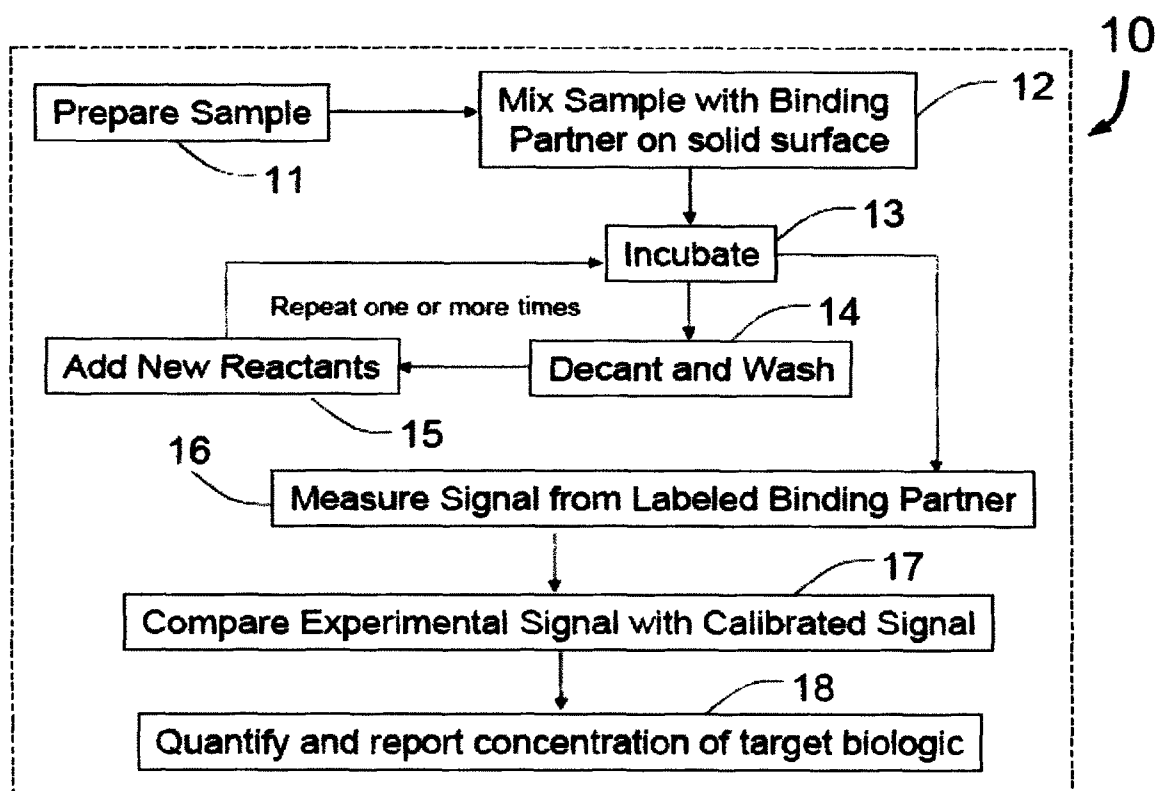 10
Prepare Sample
11
Mix Sample with Binding
Partner on solid surface
12
Incubate
13
Repeat one or more times
14
Add New Reactants
Decant and Wash
15
16
Measure Signal from Labeled Binding Partner
17
Compare Experimental Signal with Calibrated Signal
18
Quantify and report concentration of target biologic